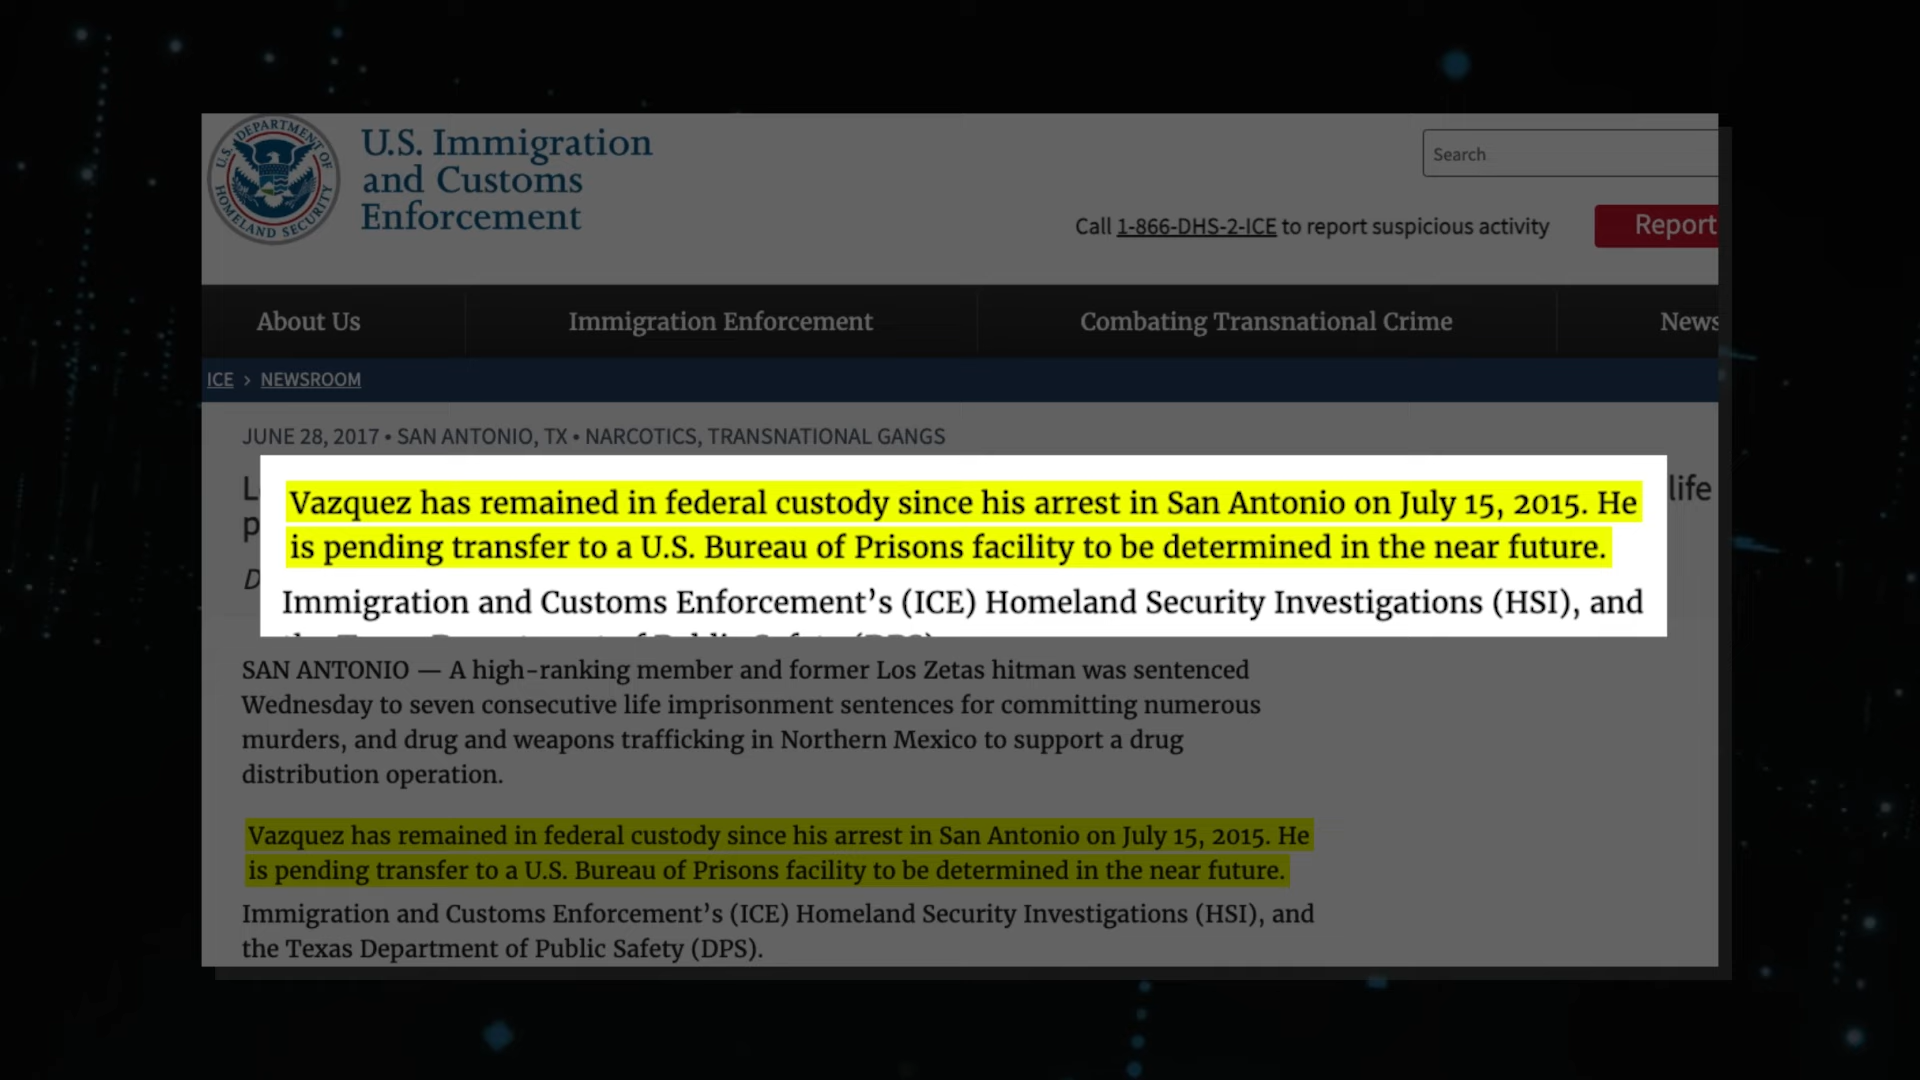 U.S. DEPARTMENT OF HOMELAND SECURITY
U.S. Immigration
and Customs
Enforcement
Search
Call 1-866-DHS-2-ICE to report suspicious activity
Report
About Us
Immigration Enforcement
Combating Transnational Crime
News
ICE > NEWSROOM
JUNE 28, 2017 • SAN ANTONIO, TX • NARCOTICS, TRANSNATIONAL GANGS
life
Vazquez has remained in federal custody since his arrest in San Antonio on July 15, 2015. He
is pending transfer to a U.S. Bureau of Prisons facility to be determined in the near future.
Immigration and Customs Enforcement’s (ICE) Homeland Security Investigations (HSI), and
SAN ANTONIO — A high-ranking member and former Los Zetas hitman was sentenced
Wednesday to seven consecutive life imprisonment sentences for committing numerous
murders, and drug and weapons trafficking in Northern Mexico to support a drug
distribution operation.
Vazquez has remained in federal custody since his arrest in San Antonio on July 15, 2015. He
is pending transfer to a U.S. Bureau of Prisons facility to be determined in the near future.
Immigration and Customs Enforcement’s (ICE) Homeland Security Investigations (HSI), and
the Texas Department of Public Safety (DPS).